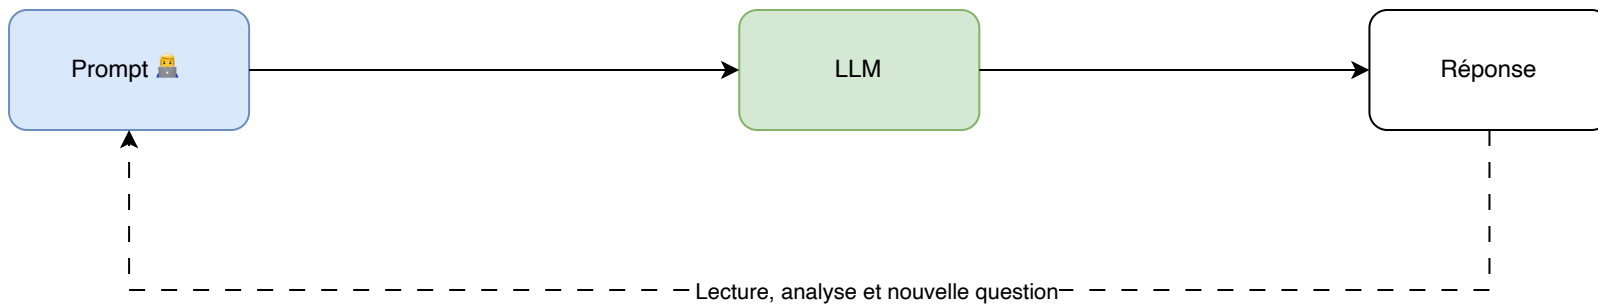 Prompt 👨‍💻
LLM
Réponse
Lecture, analyse et nouvelle question